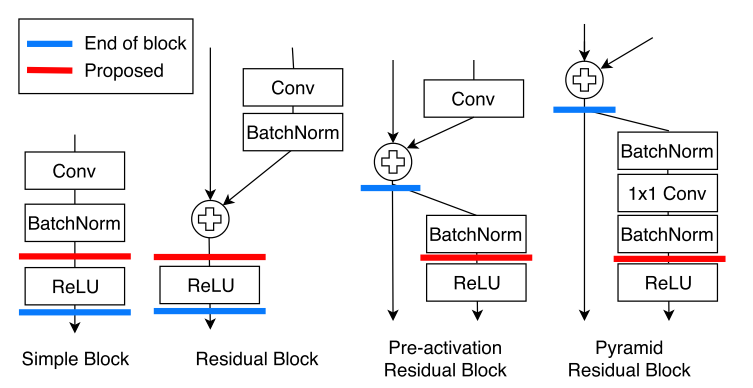 End of block
Proposed
Conv
BatchNorm
ReLU
Simple Block
Conv
BatchNorm
ReLU
Residual Block
Conv
BatchNorm
ReLU
Pre-activation
Residual Block
BatchNorm
1x1 Conv
BatchNorm
ReLU
Pyramid
Residual Block